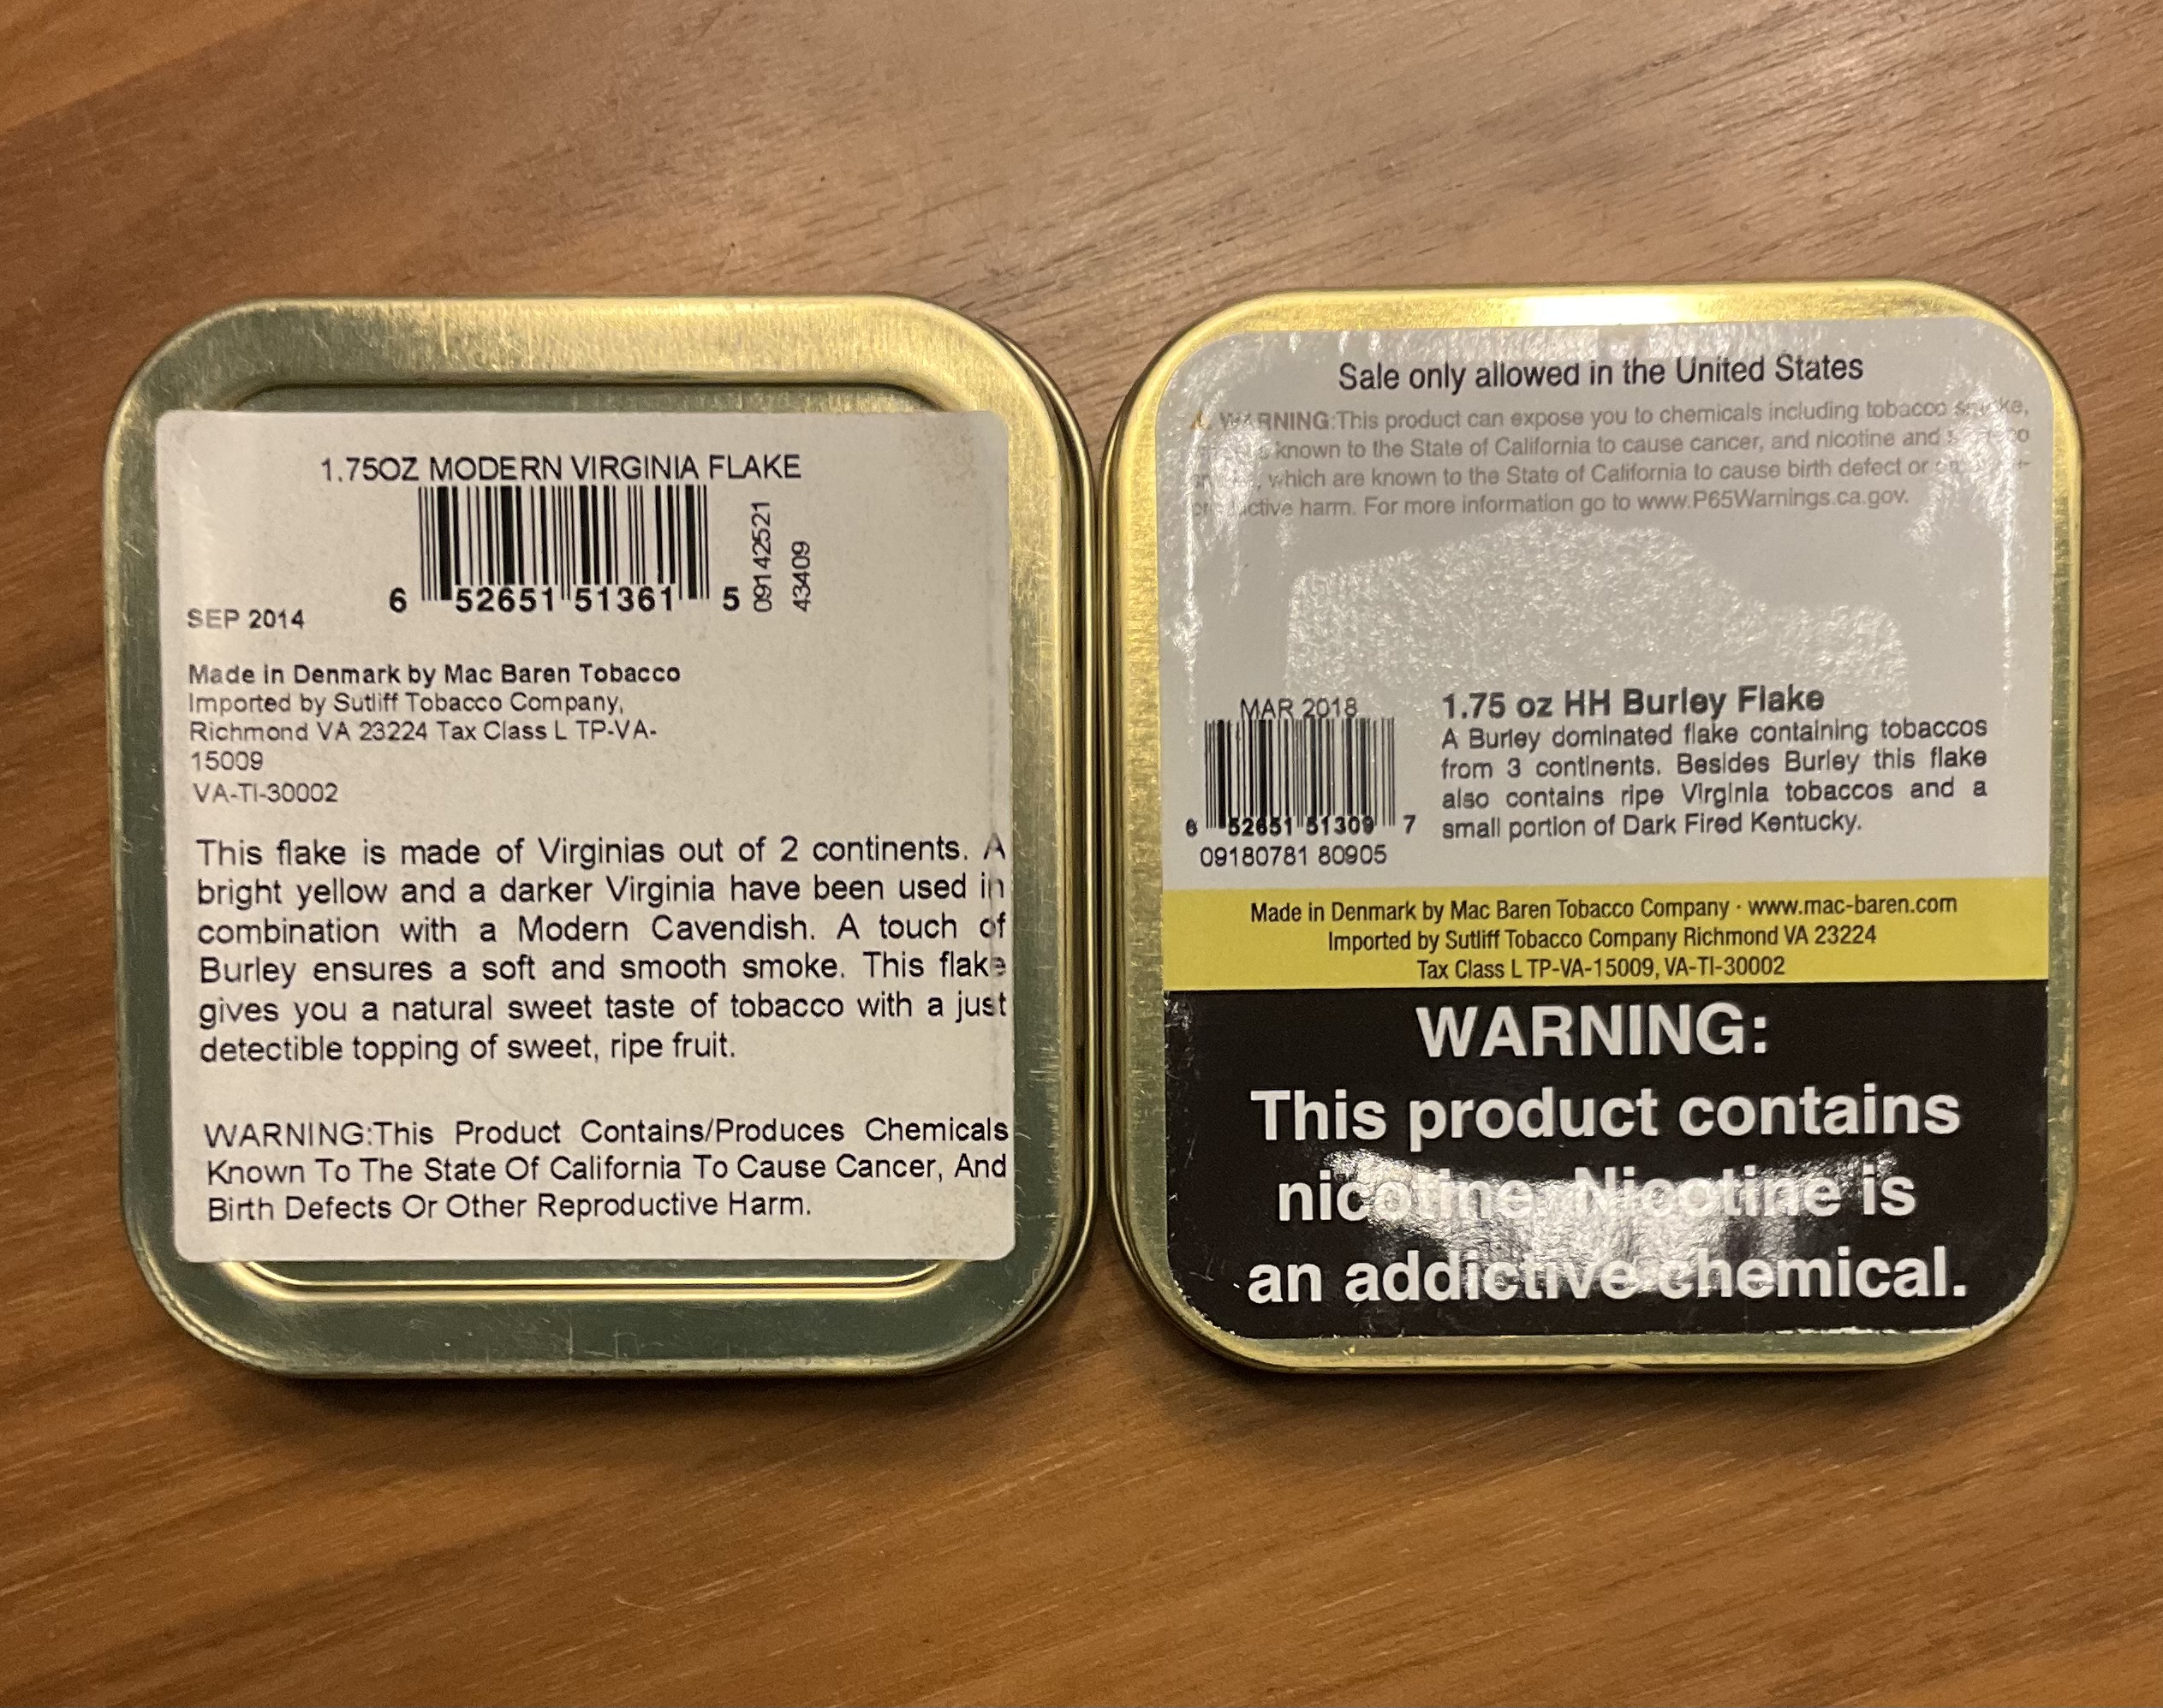 1.75OZ MODERN VIRGINIA FLAKE
6 52651 51361 5
09142521
43409
SEP 2014
Made in Denmark by Mac Baren Tobacco
Imported by Sutliff Tobacco Company,
Richmond VA 23224 Tax Class L TP-VA-
15009
VA-TI-30002
This flake is made of Virginias out of 2 continents. A
bright yellow and a darker Virginia have been used in
combination with a Modern Cavendish. A touch of
Burley ensures a soft and smooth smoke. This flake
gives you a natural sweet taste of tobacco with a just
detectible topping of sweet, ripe fruit.
WARNING:This Product Contains/Produces Chemicals
Known To The State Of California To Cause Cancer, And
Birth Defects Or Other Reproductive Harm.
Sale only allowed in the United States
WARNING:This product can expose you to chemicals including tobacco smoke,
known to the State of California to cause cancer, and nicotine and
which are known to the State of California to cause birth defect or
harm. For more information go to www.P65Warnings.ca.gov.
MAR 2018
6 52651 51309 7
09180781 80905
1.75 oz HH Burley Flake
A Burley dominated flake containing tobaccos
from 3 continents. Besides Burley this flake
also contains ripe Virginia tobaccos and a
small portion of Dark Fired Kentucky.
Made in Denmark by Mac Baren Tobacco Company · www.mac-baren.com
Imported by Sutliff Tobacco Company Richmond VA 23224
Tax Class L TP-VA-15009, VA-TI-30002
WARNING:
This product contains
nicotine. Nicotine is
an addictive chemical.